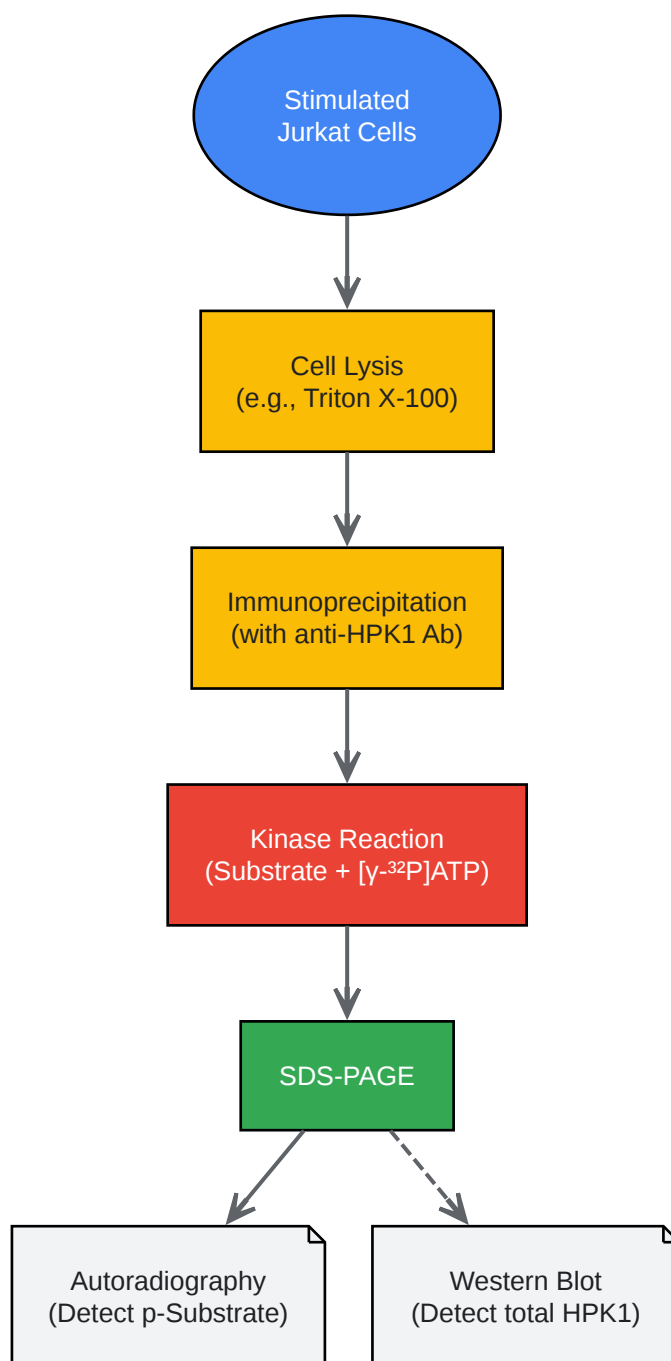 Stimulated
Jurkat Cells
Cell Lysis
(e.g., Triton X-100)
Immunoprecipitation
(with anti-HPK1 Ab)
Kinase Reaction
(Substrate + [γ-³²P]ATP)
SDS-PAGE
Autoradiography
(Detect p-Substrate)
Western Blot
(Detect total HPK1)